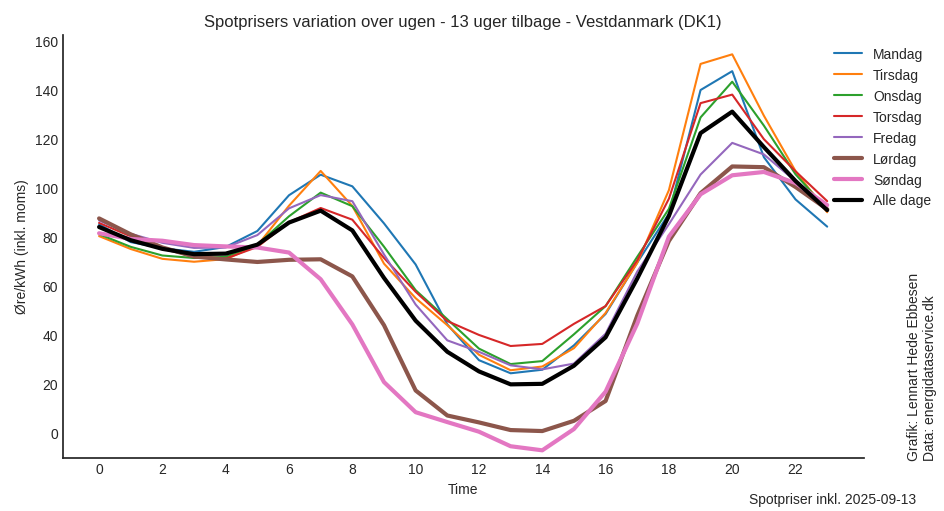 Spotprisers variation over ugen - 13 uger tilbage - Vestdanmark (DK1)
160
140
120
100
80
60
40
20
0
Øre/kWh (inkl. moms)
0 2 4 6 8 10 12 14 16 18 20 22
Time
Mandag
Tirsdag
Onsdag
Torsdag
Fredag
Lørdag
Søndag
Alle dage
Grafik: Lennart Hede Ebbesen
Data: energidataservice.dk
Spotpriser inkl. 2025-09-13